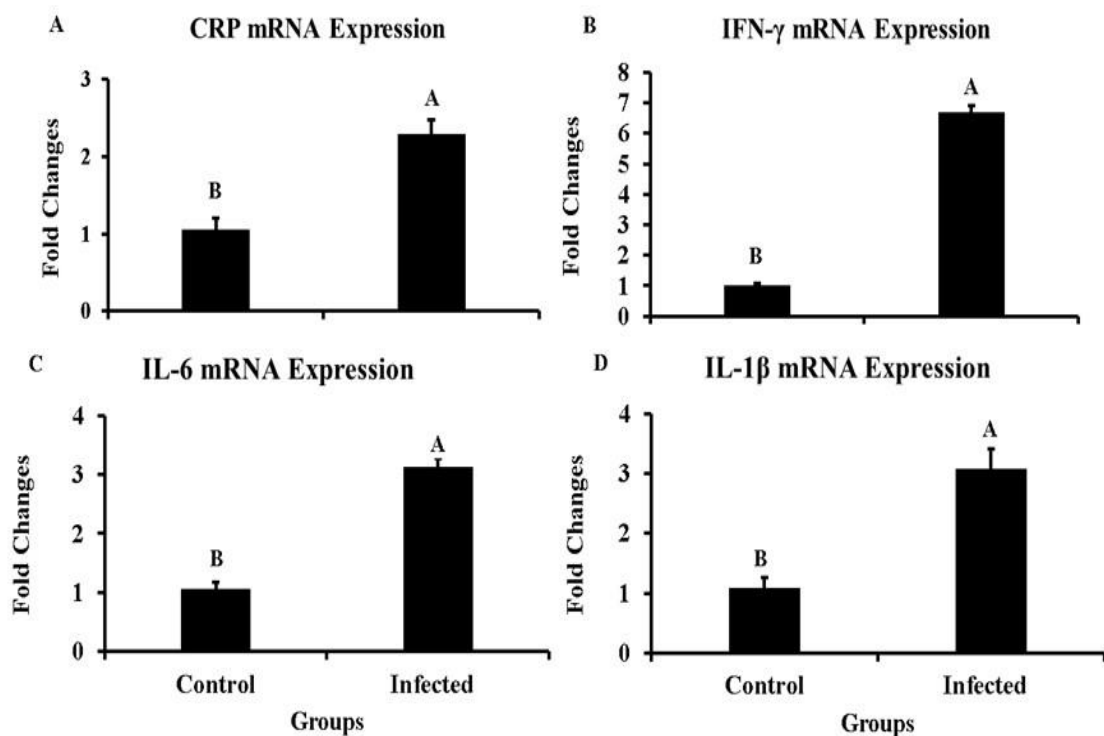 A
CRP mRNA Expression
Fold Changes
3
2
1
0
B
A
B
IFN-γ mRNA Expression
Fold Changes
8
7
6
5
4
3
2
1
0
B
A
C
IL-6 mRNA Expression
Fold Changes
4
3
2
1
0
B
A
Control
Infected
Groups
D
IL-1β mRNA Expression
Fold Changes
4
3
2
1
0
B
A
Control
Infected
Groups